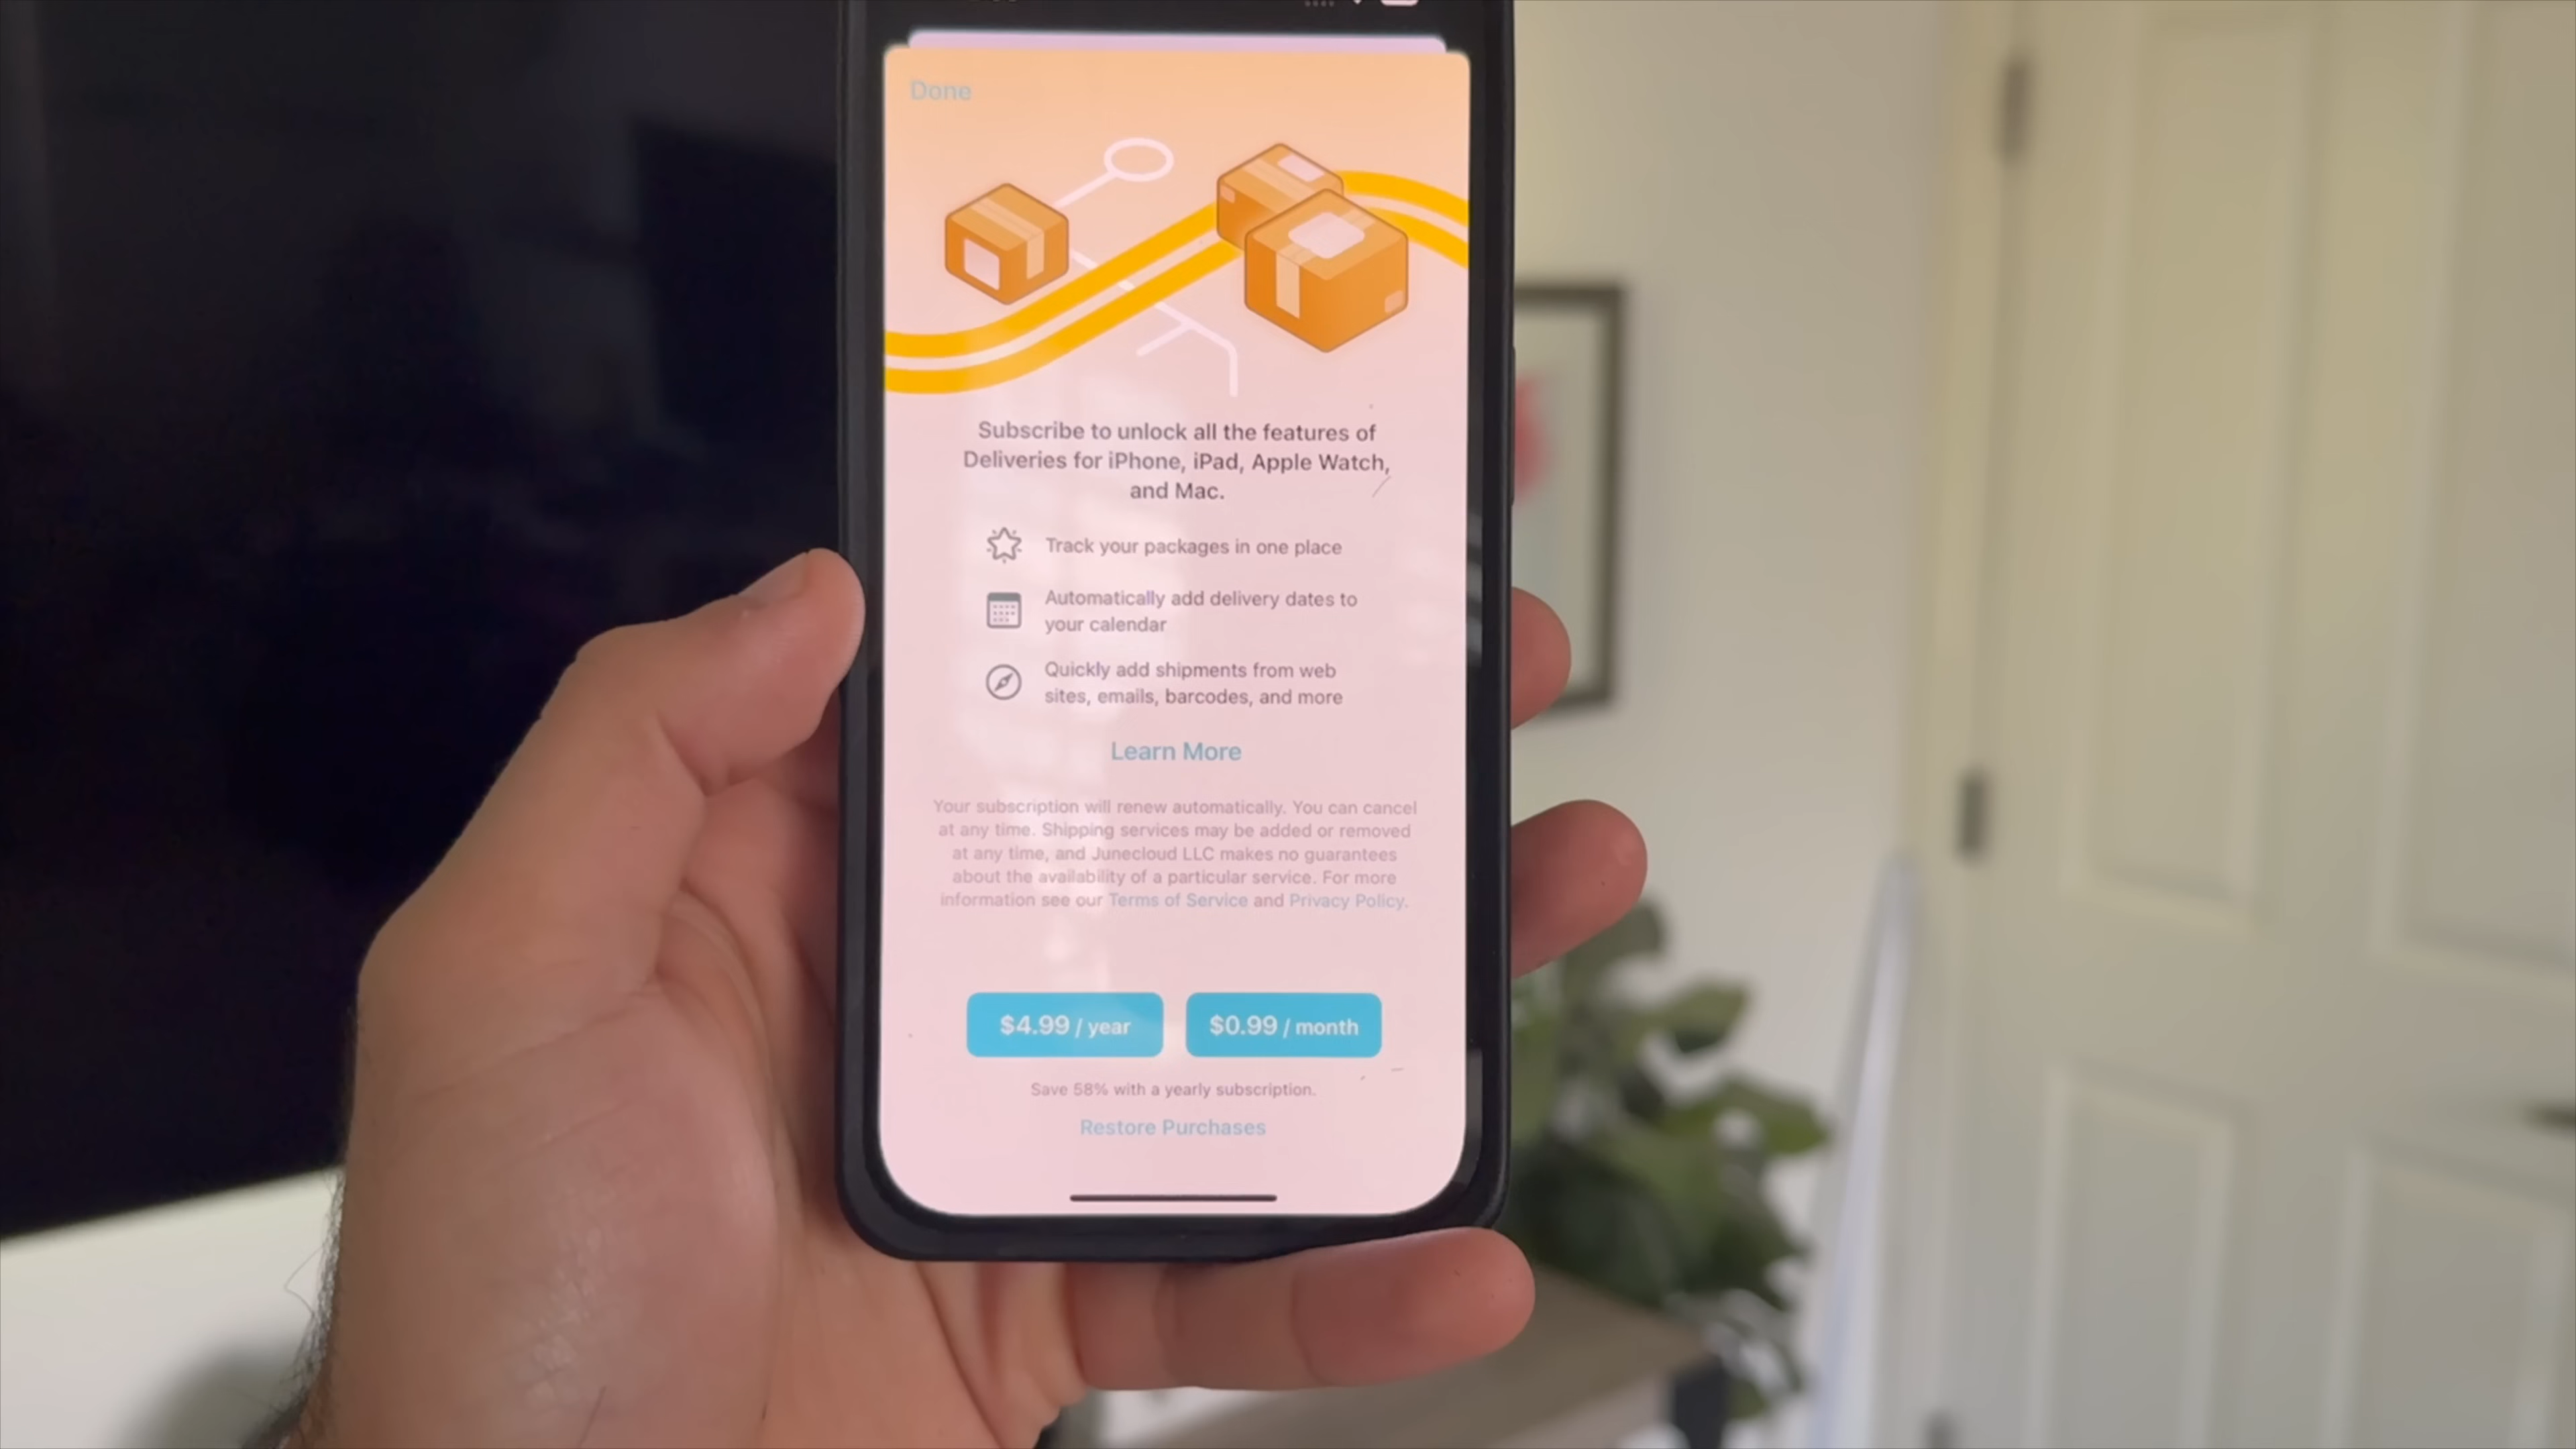 Done
Subscribe to unlock all the features of
Deliveries for iPhone, iPad, Apple Watch,
and Mac.
Track your packages in one place
Automatically add delivery dates to
your calendar
Quickly add shipments from web
sites, emails, barcodes, and more
Learn More
Your subscription will renew automatically. You can cancel
at any time. Shipping services may be added or removed
at any time, and Junecloud LLC makes no guarantees
about the availability of a particular service. For more
information see our Terms of Service and Privacy Policy.
$4.99 / year
$0.99 / month
Save 58% with a yearly subscription.
Restore Purchases